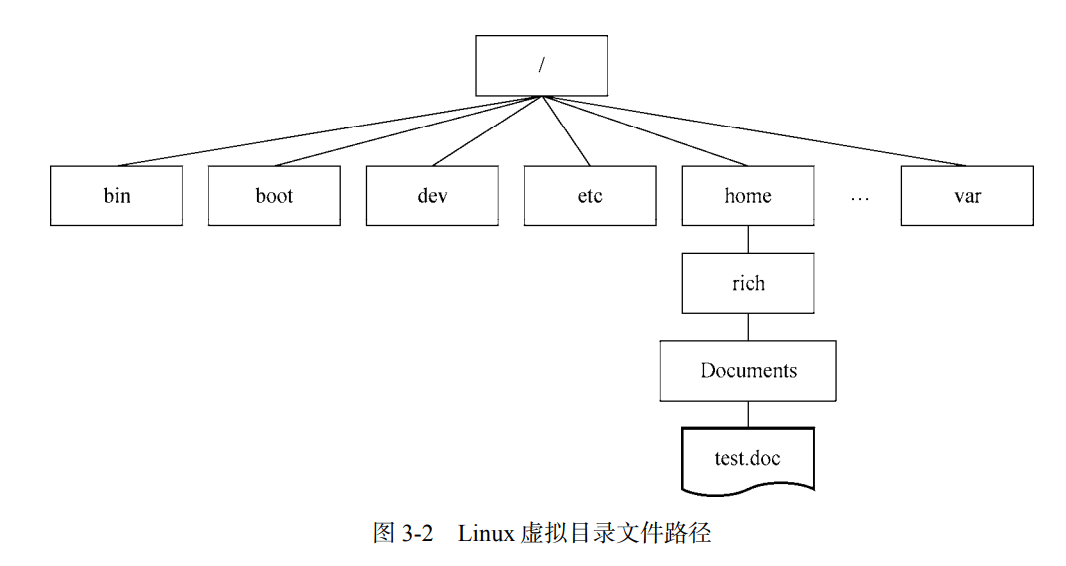 /
bin boot dev etc home … var
rich
Documents
test.doc
图 3-2 Linux 虚拟目录文件路径